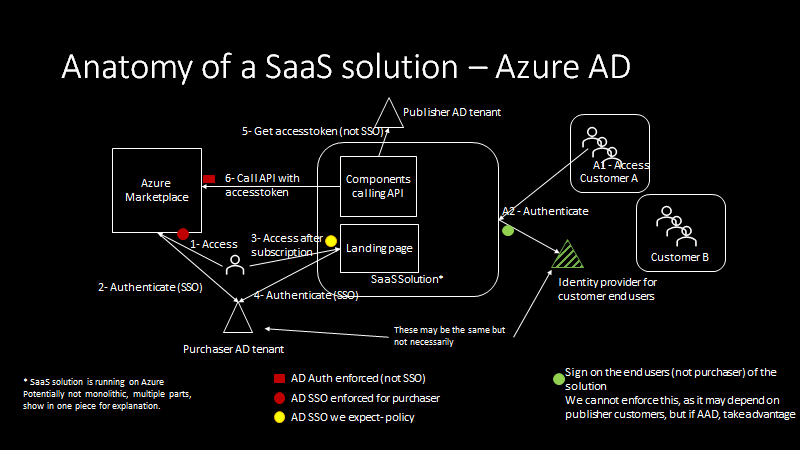 Anatomy of a SaaS solution – Azure AD
Publisher AD tenant
5- Get accesstoken (not SSO)
A1 - Access
Customer A
Azure
Marketplace
6- Call API with
accesstoken
Components
calling API
A2 - Authenticate
1- Access
3- Access after
subscription
Landing page
Customer B
SaaS Solution*
2- Authenticate (SSO)
4- Authenticate (SSO)
Identity provider for
customer end users
Purchaser AD tenant
These may be the same but
not necessarily
* SaaS solution is running on Azure
Potentially not monolithic, multiple parts,
show in one piece for explanation.
AD Auth enforced (not SSO)
AD SSO enforced for purchaser
AD SSO we expect- policy
Sign on the end users (not purchaser) of the
solution
We cannot enforce this, as it may depend on
publisher customers, but if AAD, take advantage